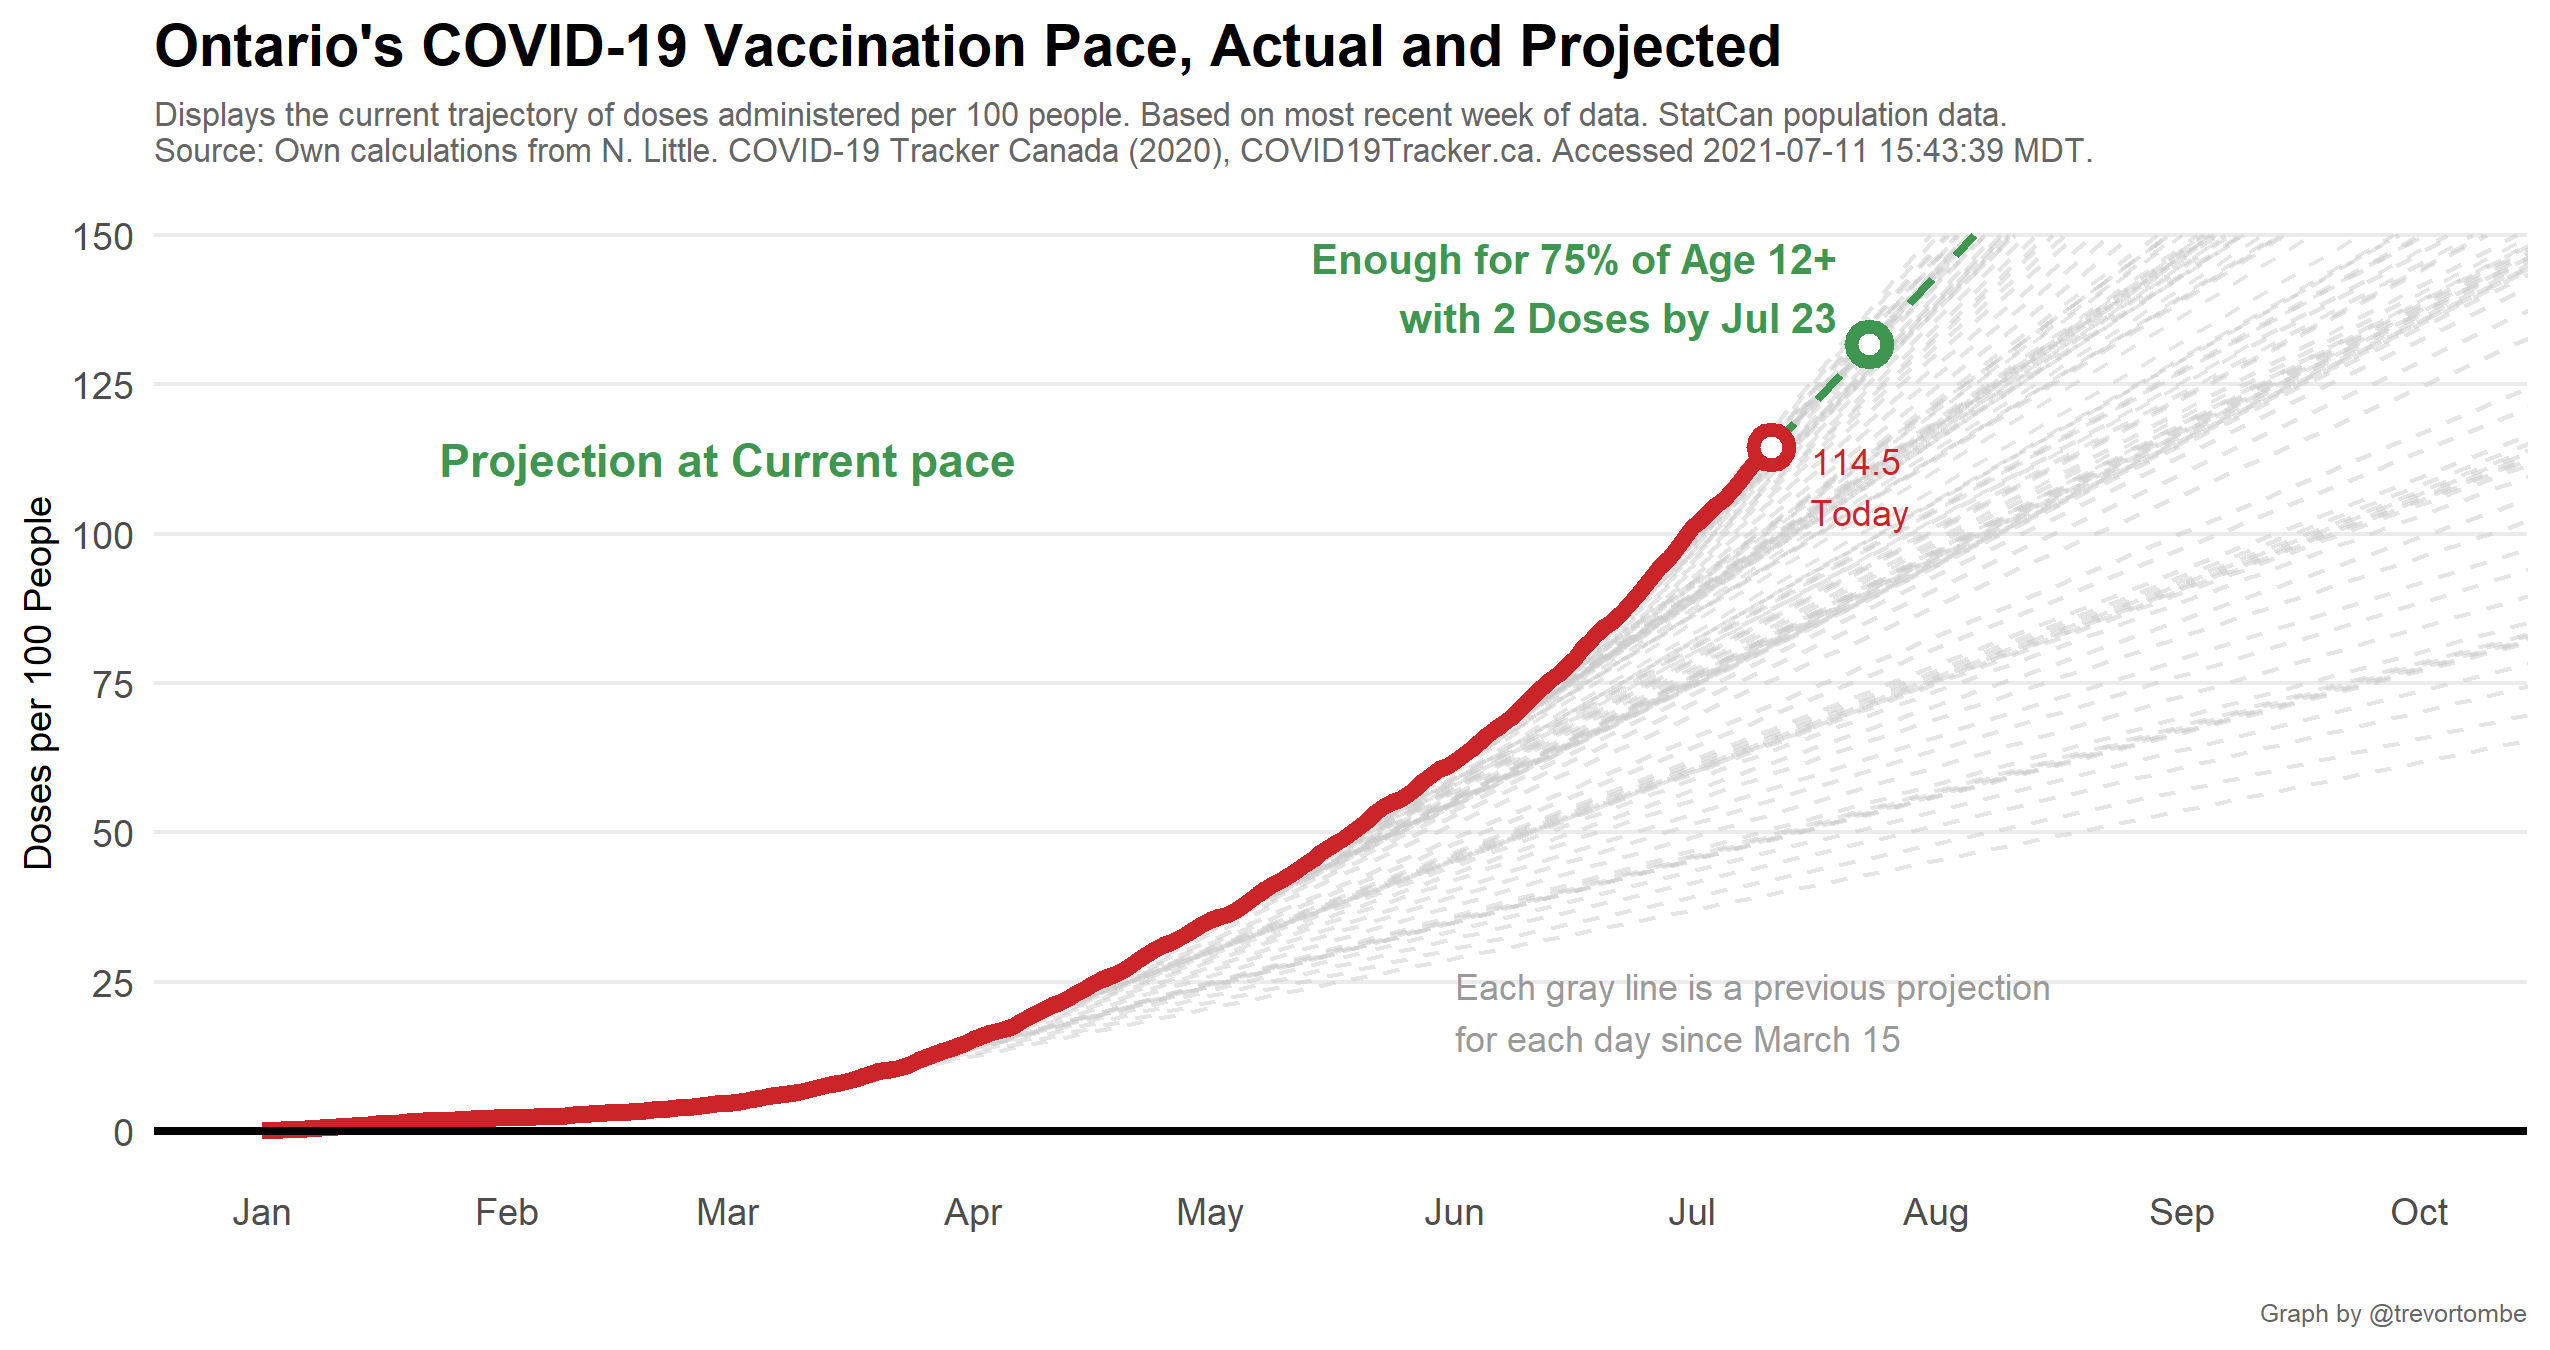 Ontario's COVID-19 Vaccination Pace, Actual and Projected
Displays the current trajectory of doses administered per 100 people. Based on most recent week of data. StatCan population data.
Source: Own calculations from N. Little. COVID-19 Tracker Canada (2020), COVID19Tracker.ca. Accessed 2021-07-11 15:43:39 MDT.
Doses per 100 People
150
125
100
75
50
25
0
Enough for 75% of Age 12+
with 2 Doses by Jul 23
Projection at Current pace
114.5
Today
Each gray line is a previous projection
for each day since March 15
Jan Feb Mar Apr May Jun Jul Aug Sep Oct
Graph by @trevortombe